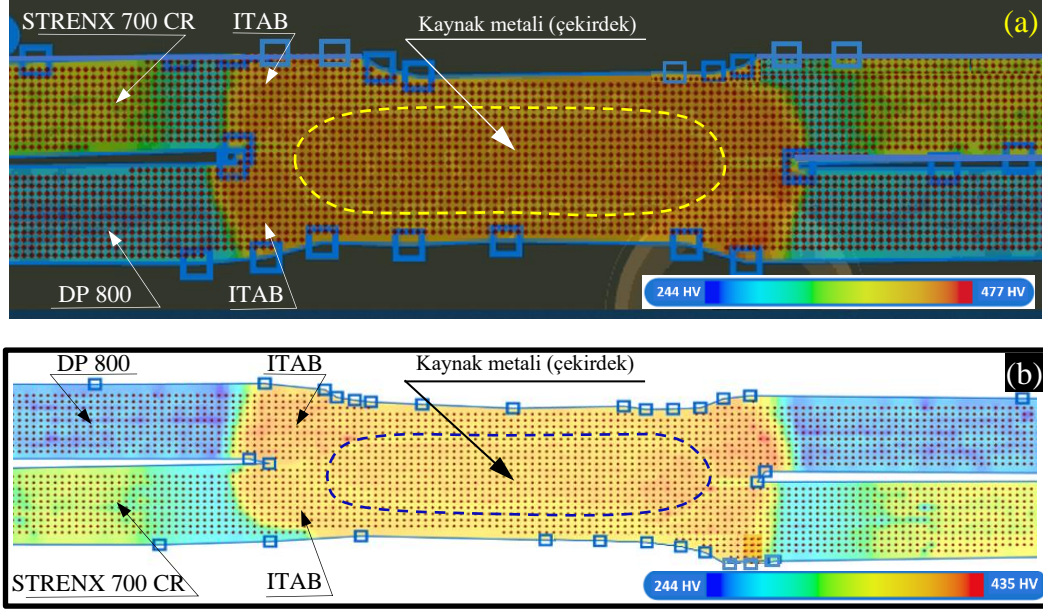 STRENX 700 CR
ITAB
Kaynak metali (çekirdek)
(a)
DP 800
ITAB
244 HV
477 HV
DP 800
ITAB
Kaynak metali (çekirdek)
(b)
STRENX 700 CR
ITAB
244 HV
435 HV